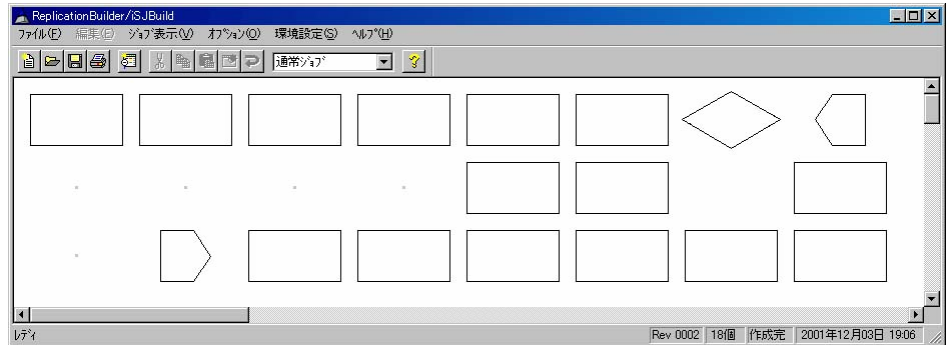 ReplicationBuilder/iSJBuild
ファイル(F) 編集(E) ジョブ表示(V) オプション(O) 環境設定(S) ヘルプ(H)
通常ジョブ
レディ Rev 0002 18個 作成完 2001年12月03日 19:06